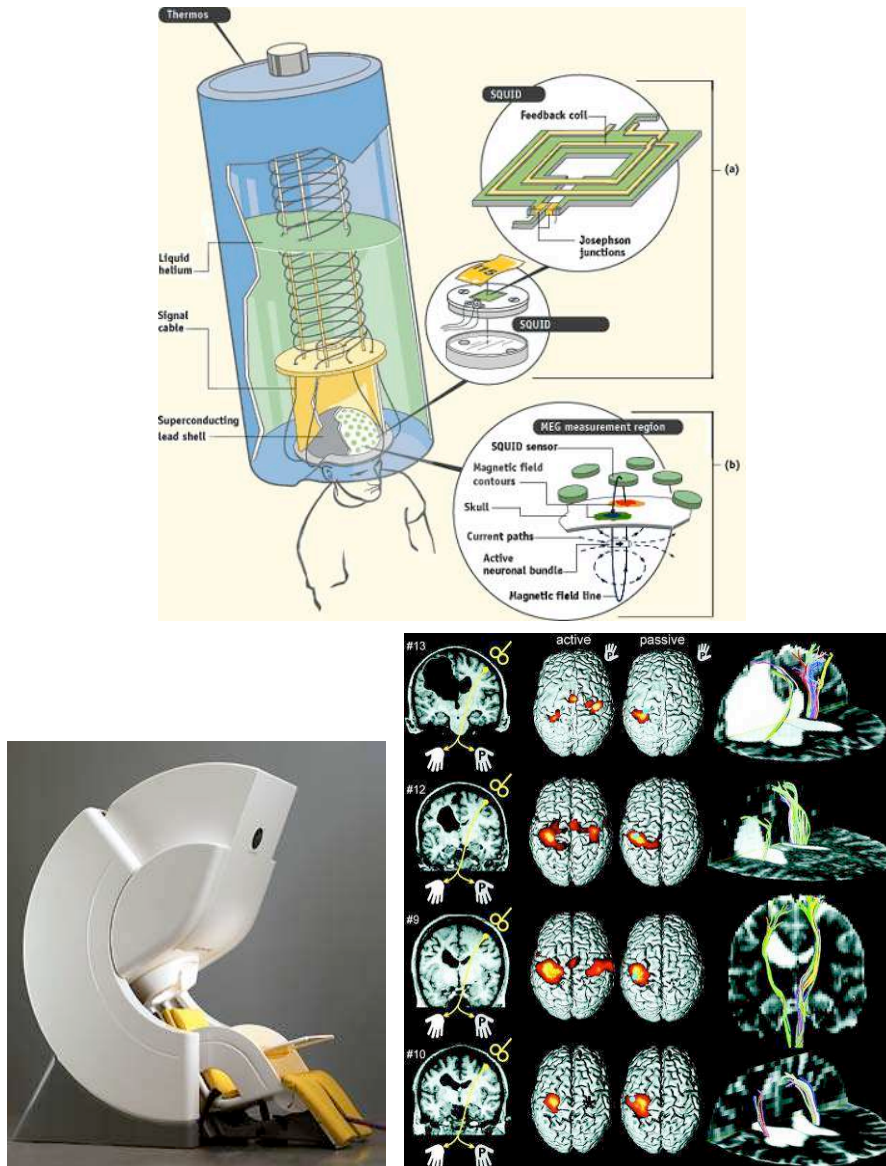 Thermos
SQUID
Feedback coil
(a)
Josephson
junctions
Liquid
helium
Signal
cable
SQUID
Superconducting
lead shell
MEG measurement region
SQUID sensor
Magnetic field
contours
(b)
Skull
Current paths
Active
neuronal bundle
Magnetic field line
#13
active
passive
P
P
P
#12
P
#9
P
#10
P